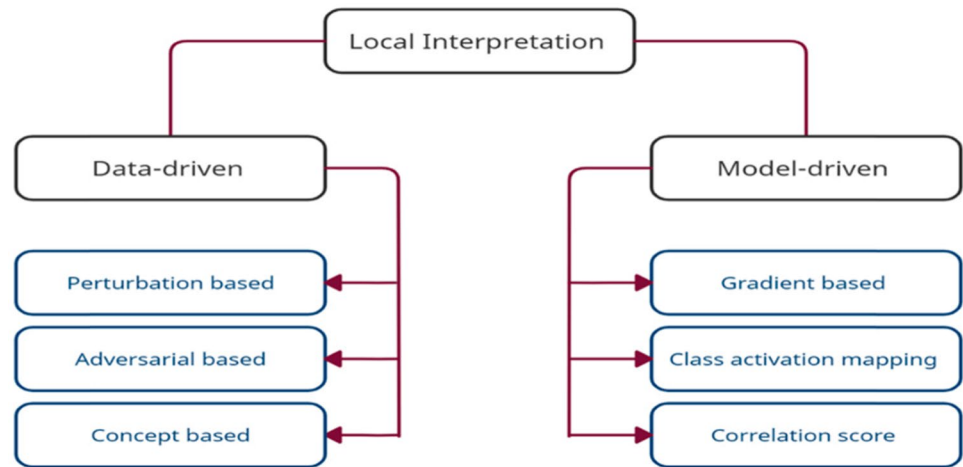 Local Interpretation
Data-driven
Model-driven
Perturbation based
Gradient based
Adversarial based
Class activation mapping
Concept based
Correlation score